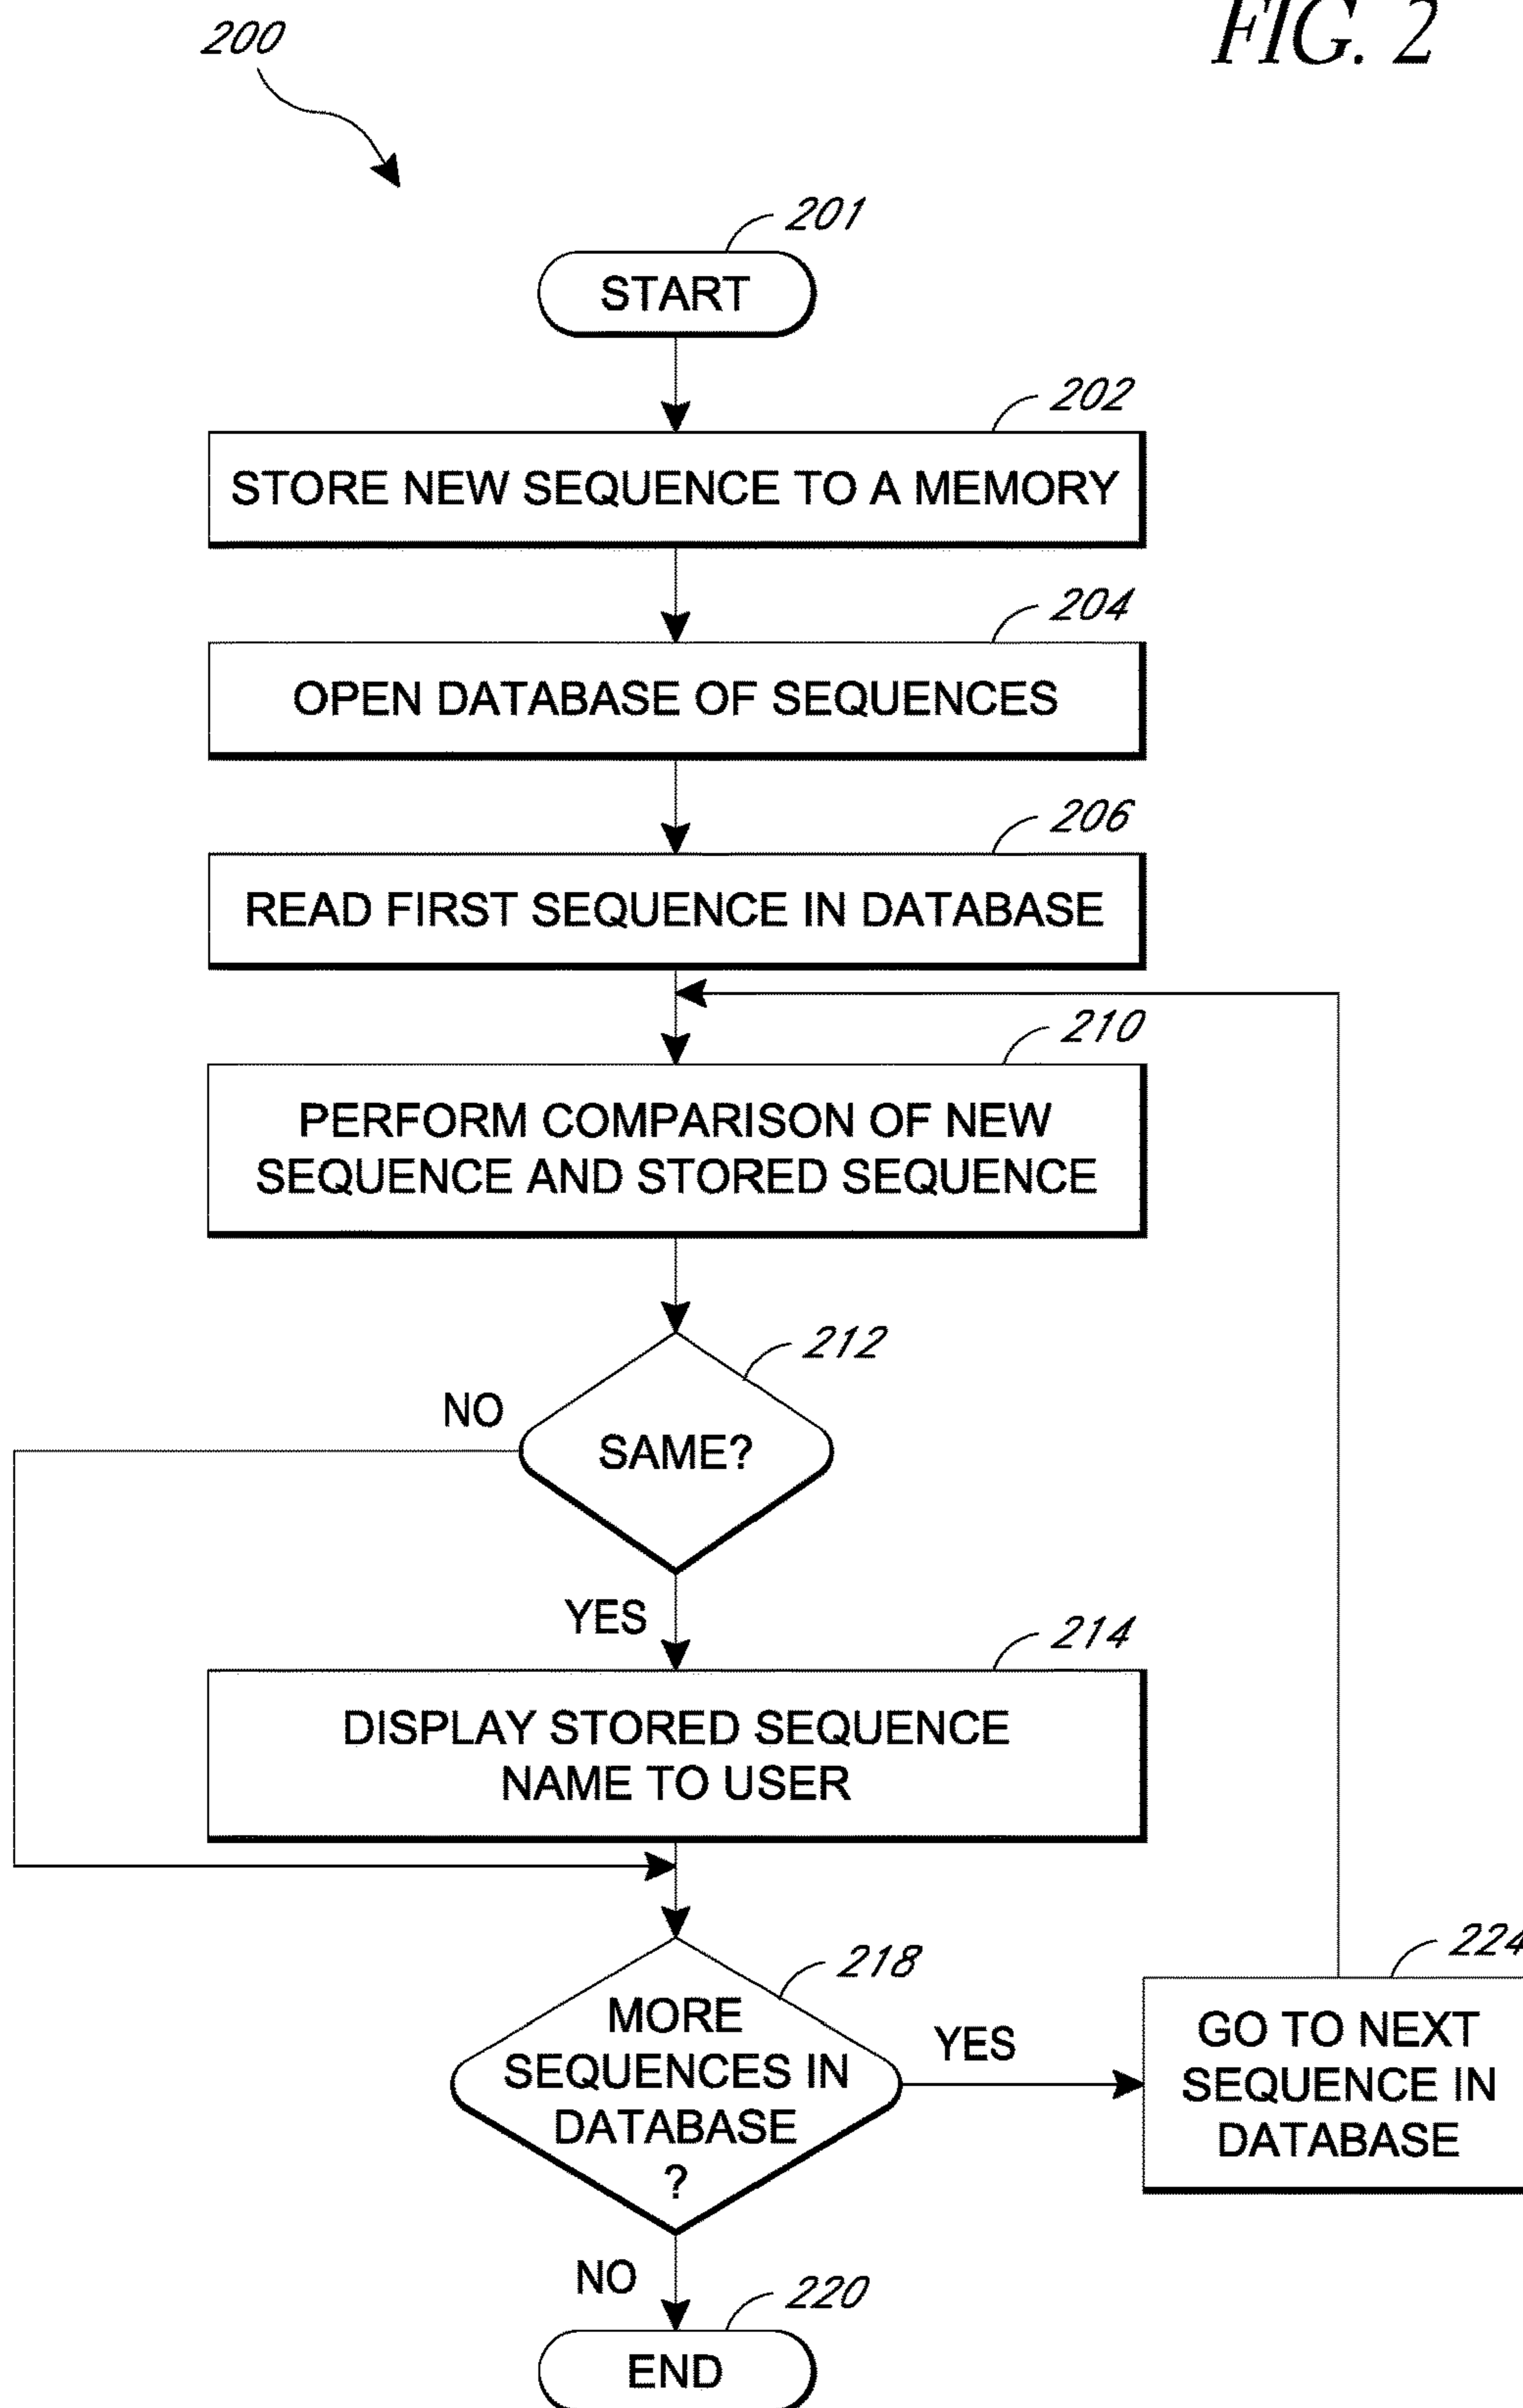 FIG. 2
200
201
START
202
STORE NEW SEQUENCE TO A MEMORY
204
OPEN DATABASE OF SEQUENCES
206
READ FIRST SEQUENCE IN DATABASE
210
PERFORM COMPARISON OF NEW
SEQUENCE AND STORED SEQUENCE
212
NO
SAME?
YES
214
DISPLAY STORED SEQUENCE
NAME TO USER
218
MORE
SEQUENCES IN
DATABASE
?
YES
224
GO TO NEXT
SEQUENCE IN
DATABASE
NO
220
END